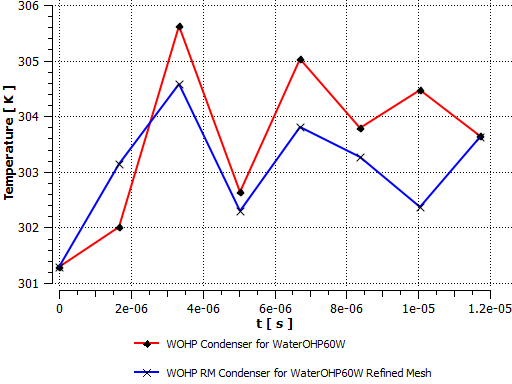 306
305
304
303
302
301
Temperature [ K ]
0 2e-06 4e-06 6e-06 8e-06 1e-05 1.2e-05
t [ s ]
WOHP Condenser for WaterOHP60W
WOHP RM Condenser for WaterOHP60W Refined Mesh